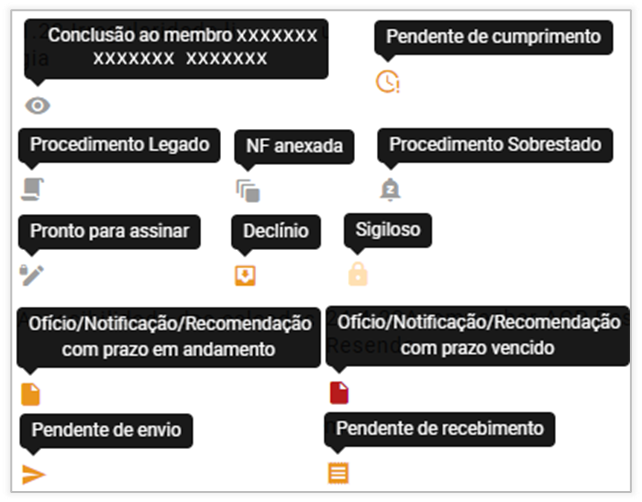 Conclusão ao membro XXXXXXX
XXXXXXX XXXXXXX
Pendente de cumprimento
Procedimento Legado
NF anexada
Procedimento Sobrestado
Pronto para assinar
Declínio
Sigiloso
Ofício/Notificação/Recomendação
com prazo em andamento
Ofício/Notificação/Recomendação
com prazo vencido
Pendente de envio
Pendente de recebimento